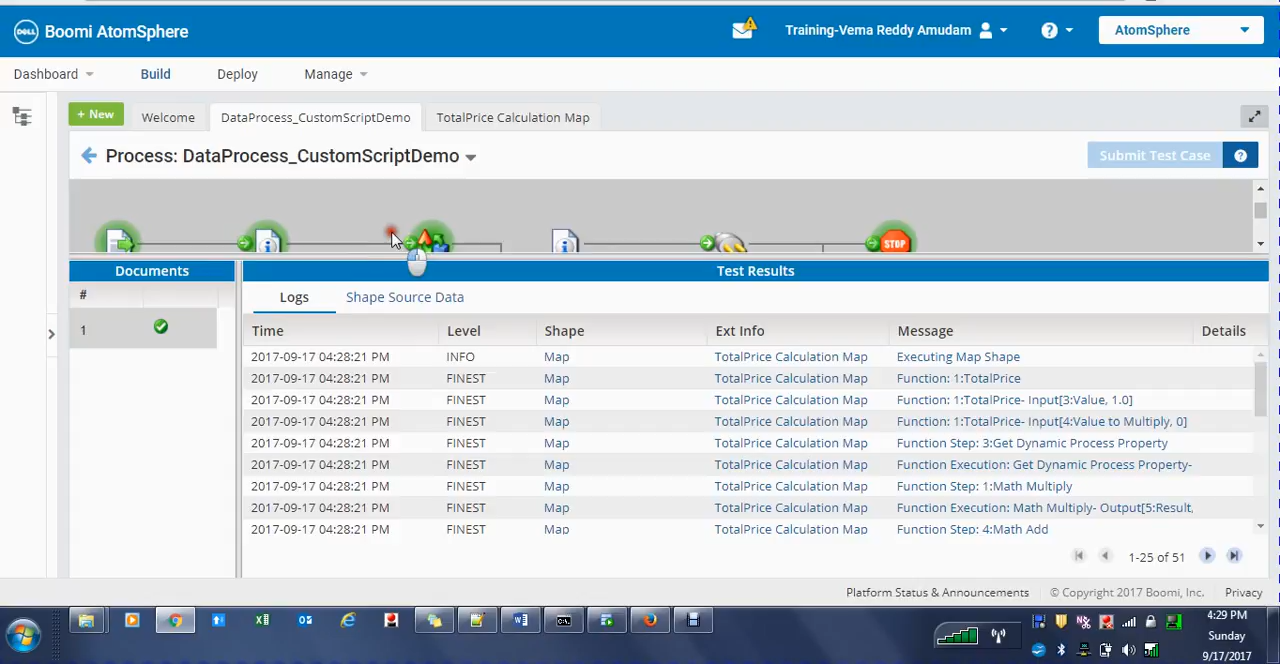 DELL Boomi AtomSphere
Training-Vema Reddy Amudam
?
AtomSphere
Dashboard
Build
Deploy
Manage
+ New
Welcome
DataProcess_CustomScriptDemo
TotalPrice Calculation Map
Process: DataProcess_CustomScriptDemo
Submit Test Case
?
STOP
Documents
Test Results
#
Logs
Shape Source Data
Time Level Shape Ext Info Message Details
1
2017-09-17 04:28:21 PM INFO Map TotalPrice Calculation Map Executing Map Shape
2017-09-17 04:28:21 PM FINEST Map TotalPrice Calculation Map Function: 1:TotalPrice
2017-09-17 04:28:21 PM FINEST Map TotalPrice Calculation Map Function: 1:TotalPrice- Input[3:Value, 1.0]
2017-09-17 04:28:21 PM FINEST Map TotalPrice Calculation Map Function: 1:TotalPrice- Input[4:Value to Multiply, 0]
2017-09-17 04:28:21 PM FINEST Map TotalPrice Calculation Map Function Step: 3:Get Dynamic Process Property
2017-09-17 04:28:21 PM FINEST Map TotalPrice Calculation Map Function Execution: Get Dynamic Process Property-
2017-09-17 04:28:21 PM FINEST Map TotalPrice Calculation Map Function Step: 1:Math Multiply
2017-09-17 04:28:21 PM FINEST Map TotalPrice Calculation Map Function Execution: Math Multiply- Output[5:Result,
2017-09-17 04:28:21 PM FINEST Map TotalPrice Calculation Map Function Step: 4:Math Add
1-25 of 51
Platform Status & Announcements
© Copyright 2017 Boomi, Inc.
Privacy
4:29 PM
Sunday
9/17/2017